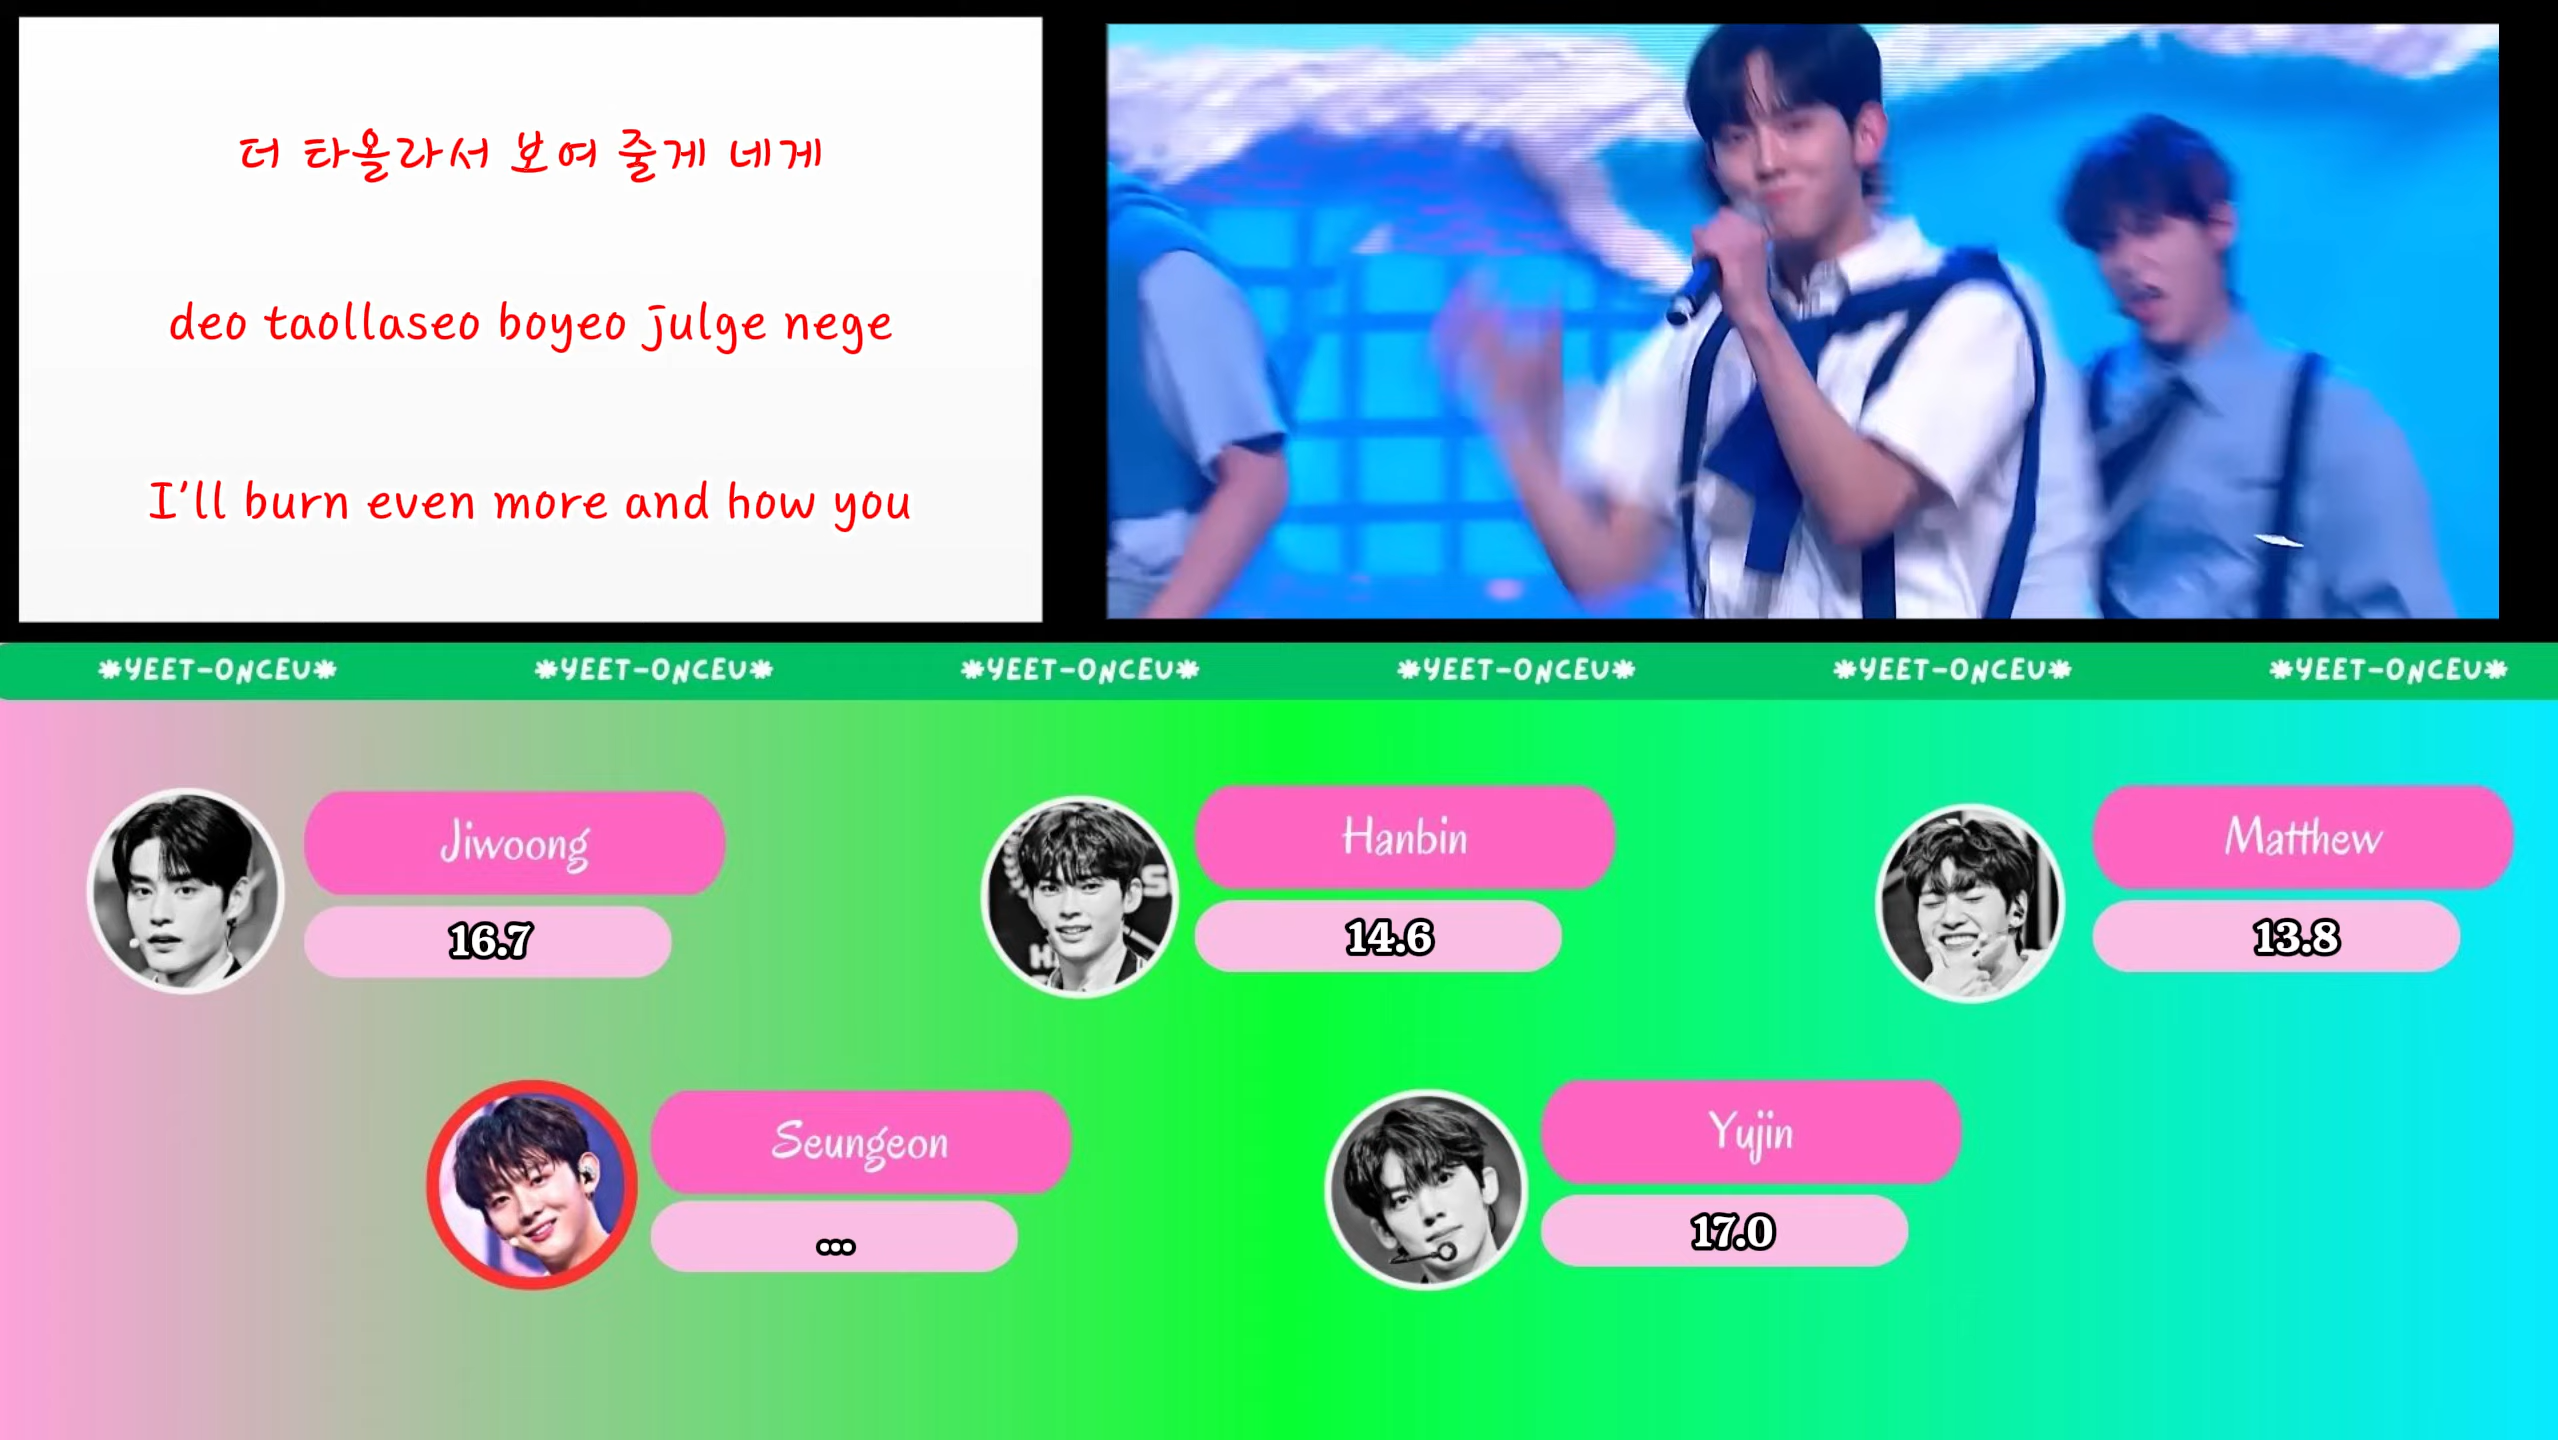 더 타올라서 보여 줄게 네게
deo taollaseo boyeo julge nege
I'll burn even more and how you
*YEET-ONCEU* *YEET-ONCEU* *YEET-ONCEU* *YEET-ONCEU* *YEET-ONCEU* *YEET-ONCEU*
Jiwoong
16.7
Hanbin
14.6
Matthew
13.8
Seungeon
...
Yujin
17.0